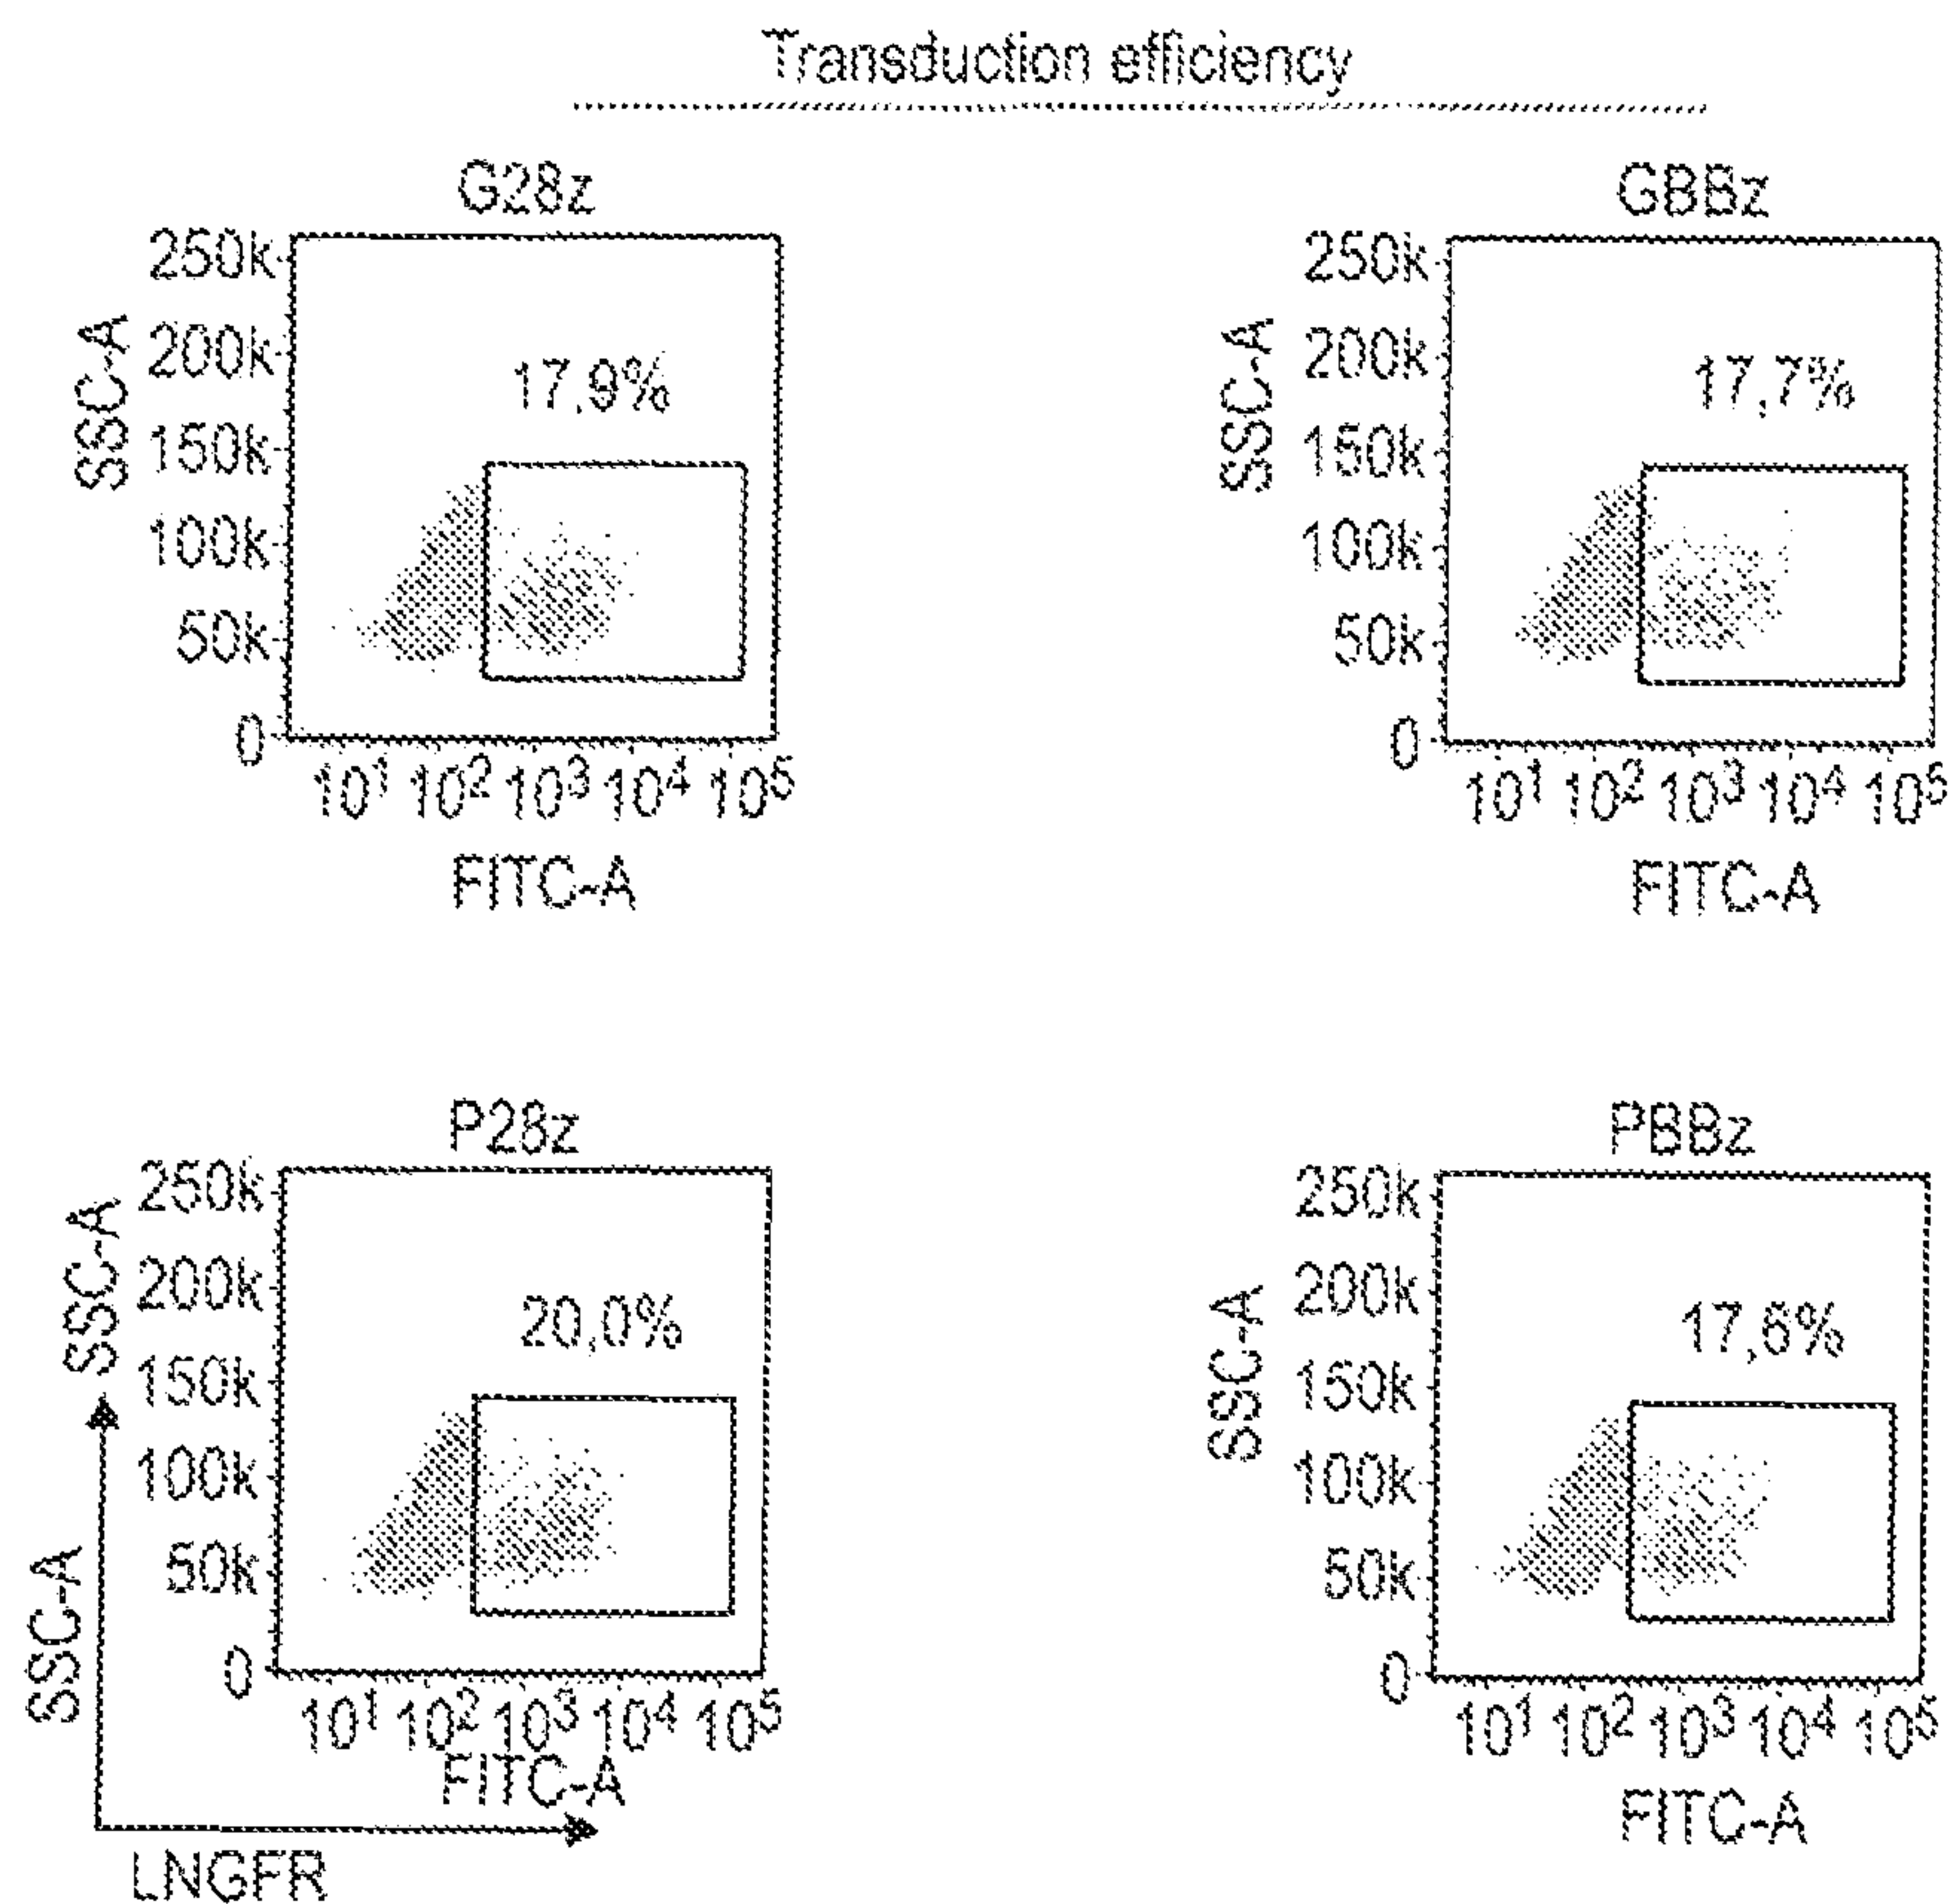 Transduction efficiency
G28z
250k
200k
150k
100k
50k
0
SSC-A
17,9%
10¹ 10² 10³ 10⁴ 10⁵
FITC-A
GBBz
250k
200k
150k
100k
50k
0
SSC-A
17,7%
10¹ 10² 10³ 10⁴ 10⁵
FITC-A
P28z
250k
200k
150k
100k
50k
0
SSC-A
20,0%
10¹ 10² 10³ 10⁴ 10⁵
FITC-A
SSC-A
LNGFR
PBBz
250k
200k
150k
100k
50k
0
SSC-A
10¹ 10² 10³ 10⁴ 10⁵
FITC-A